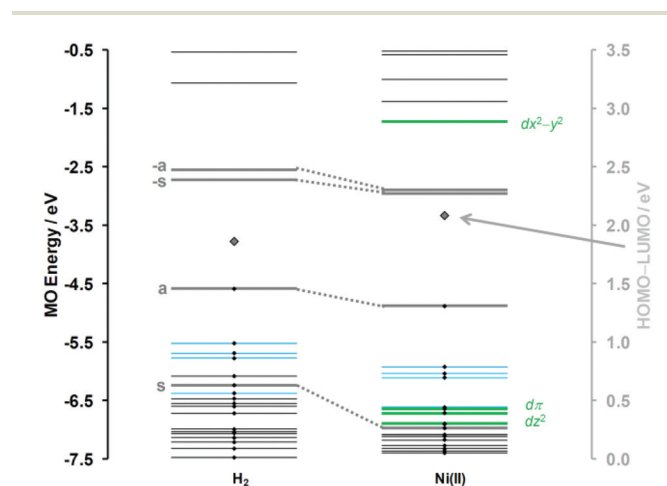 -0.5
-1.5
-2.5
-3.5
-4.5
-5.5
-6.5
-7.5
MO Energy / eV
-a
-s
a
s
dx²–y²
dπ
dz²
3.5
3.0
2.5
2.0
1.5
1.0
0.5
0.0
HOMO–LUMO / eV
H₂
Ni(II)